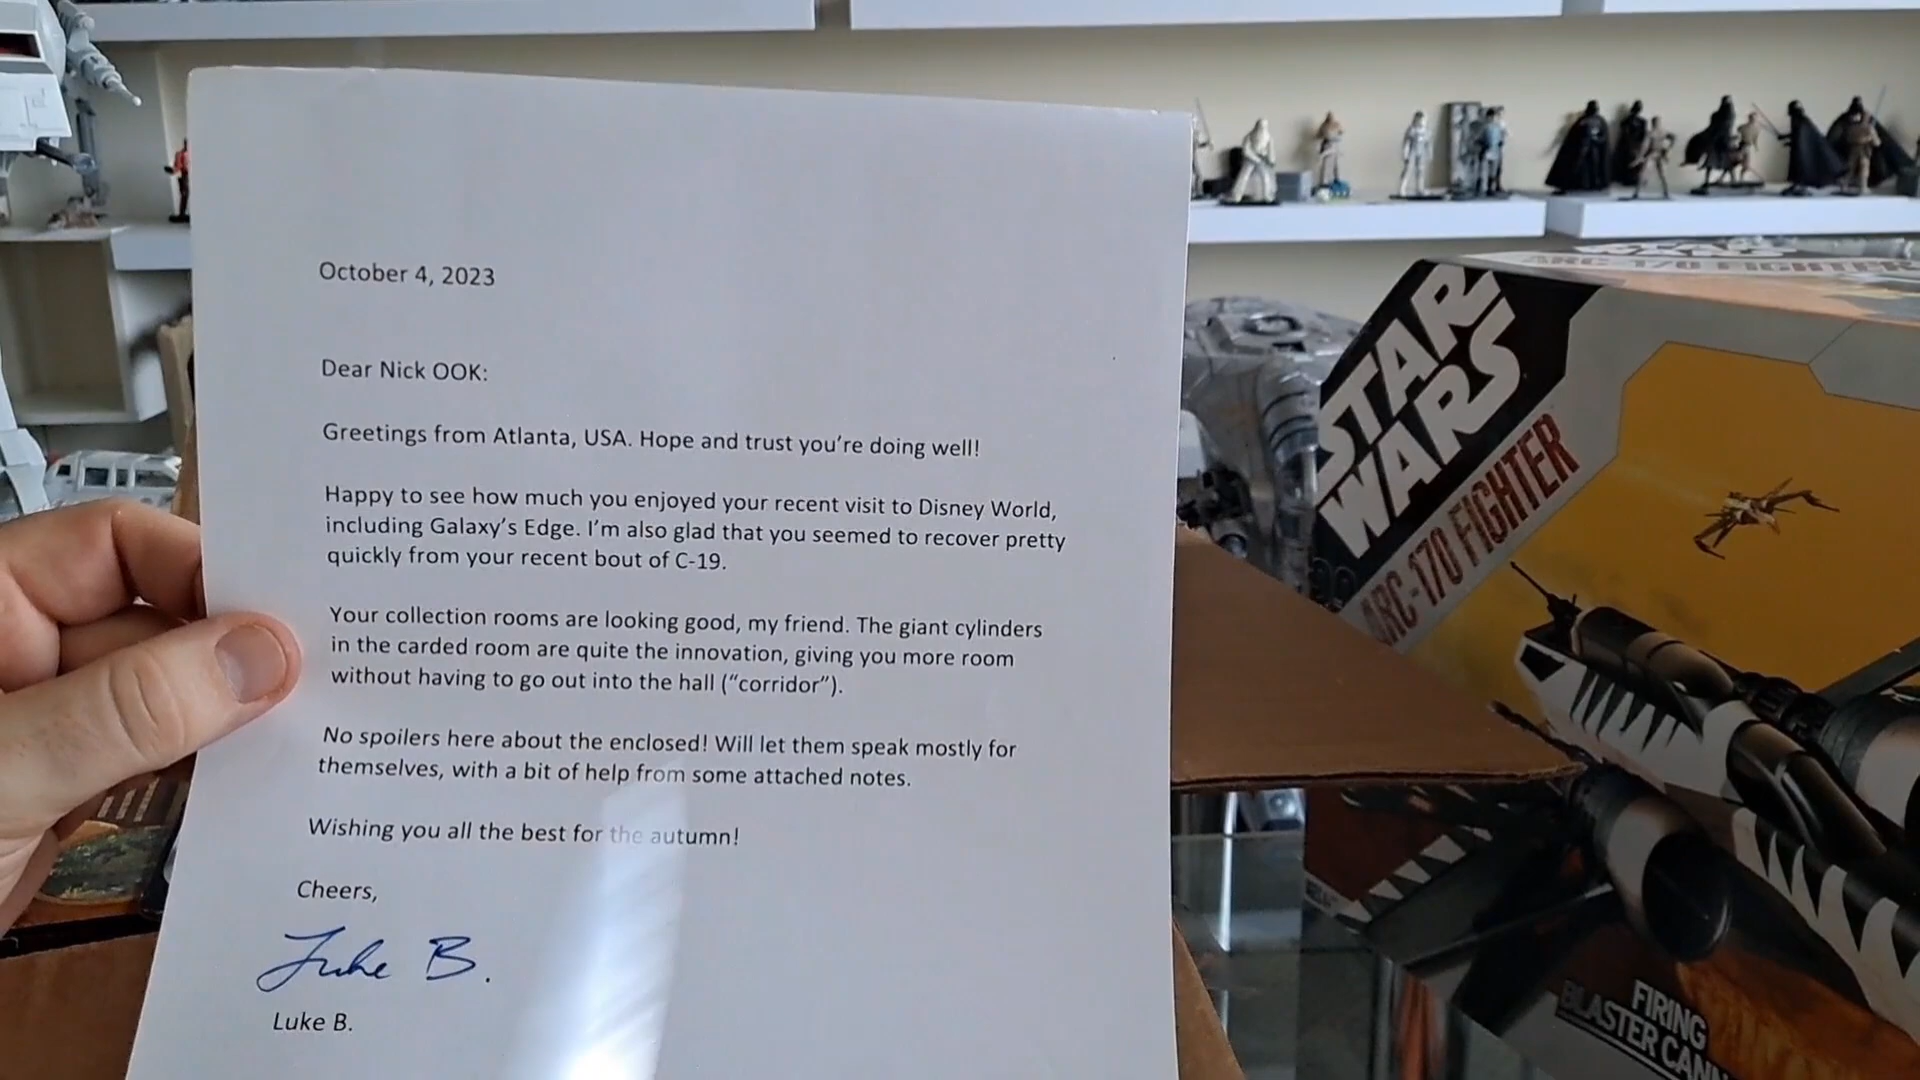 October 4, 2023
Dear Nick OOK:
Greetings from Atlanta, USA. Hope and trust you're doing well!
Happy to see how much you enjoyed your recent visit to Disney World,
including Galaxy's Edge. I'm also glad that you seemed to recover pretty
quickly from your recent bout of C-19.
Your collection rooms are looking good, my friend. The giant cylinders
in the carded room are quite the innovation, giving you more room
without having to go out into the hall ("corridor").
No spoilers here about the enclosed! Will let them speak mostly for
themselves, with a bit of help from some attached notes.
Wishing you all the best for the autumn!
Cheers,
Luke B.
Luke B.
STAR
WARS
ARC-170 FIGHTER
ARC-170 FIGHTER
FIRING
BLASTER